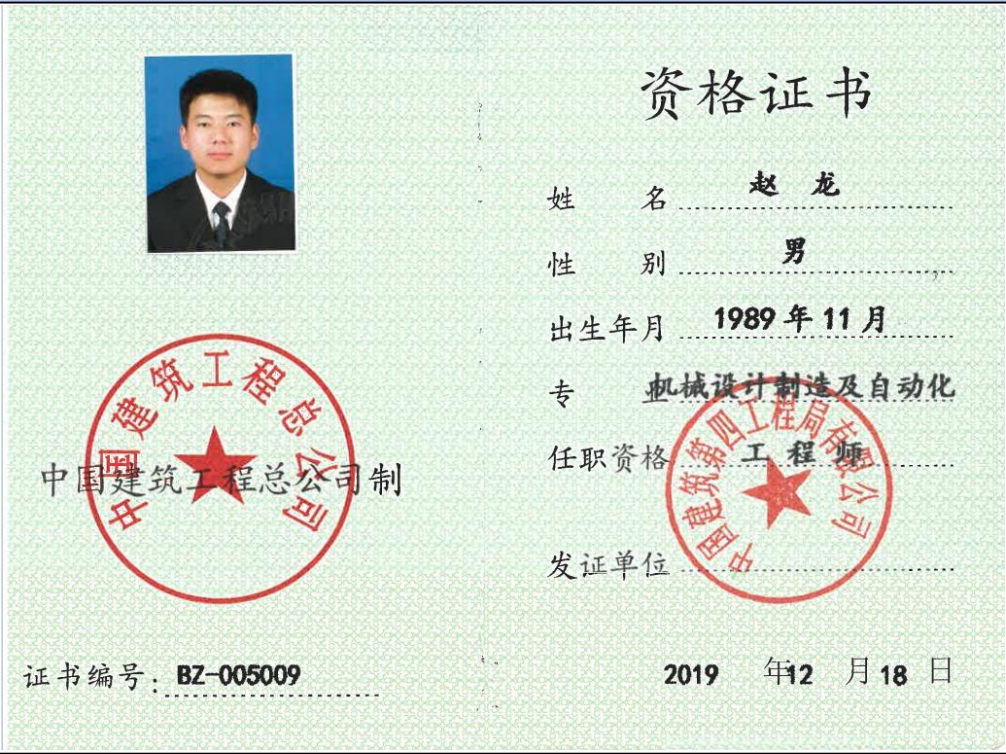 中国建筑工程总公司
中国建筑工程总公司制
证书编号：BZ-005009
资格证书
姓 名 赵 龙
性 别 男
出生年月 1989 年 11 月
专 业 机械设计制造及自动化
任职资格 工 程 师
中国建筑第四工程局有限公司
发证单位
2019 年 12 月 18 日